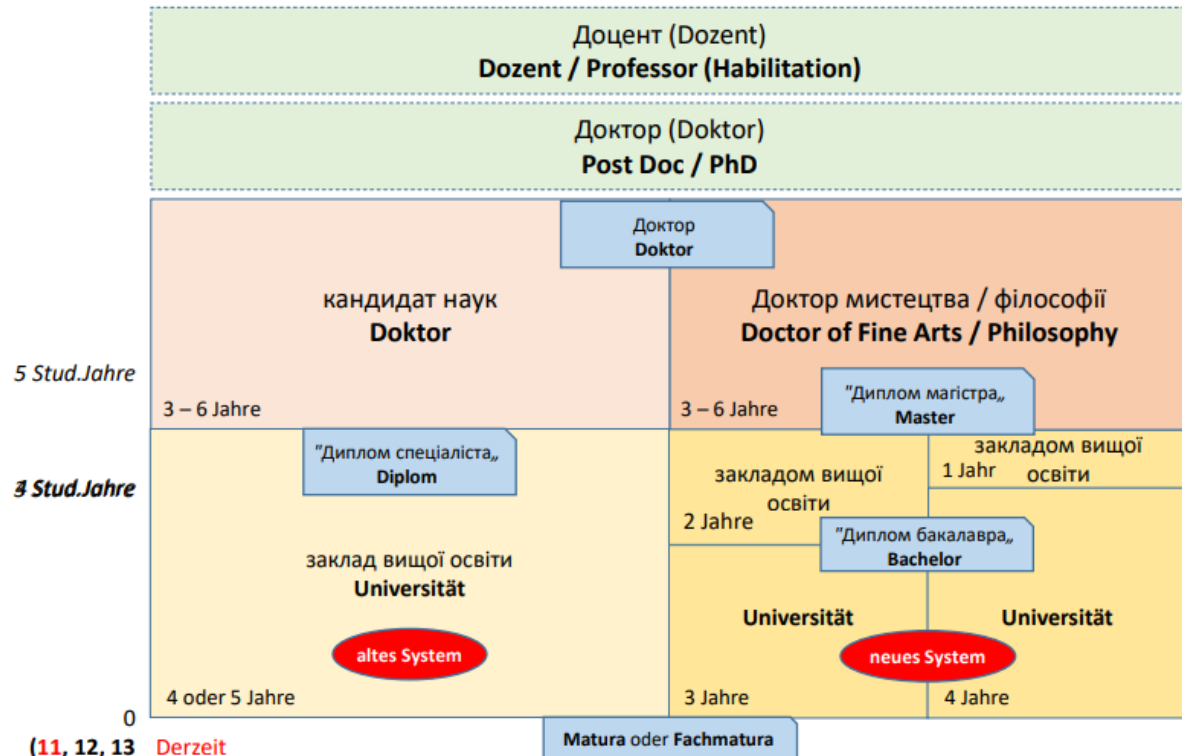 Доцент (Dozent)
Dozent / Professor (Habilitation)
Доктор (Doktor)
Post Doc / PhD
Доктор
Doktor
кандидат наук
Doktor
Доктор мистецтва / філософії
Doctor of Fine Arts / Philosophy
5 Stud.Jahre
3 – 6 Jahre
3 – 6 Jahre
"Диплом магістра„
Master
"Диплом спеціаліста„
Diplom
закладом вищої
освіти
1 Jahr
закладом вищої
освіти
Stud.Jahre
2 Jahre
"Диплом бакалавра„
Bachelor
заклад вищої освіти
Universität
Universität
Universität
altes System
neues System
4 oder 5 Jahre
3 Jahre
4 Jahre
0
(11, 12, 13
Derzeit
Matura oder Fachmatura